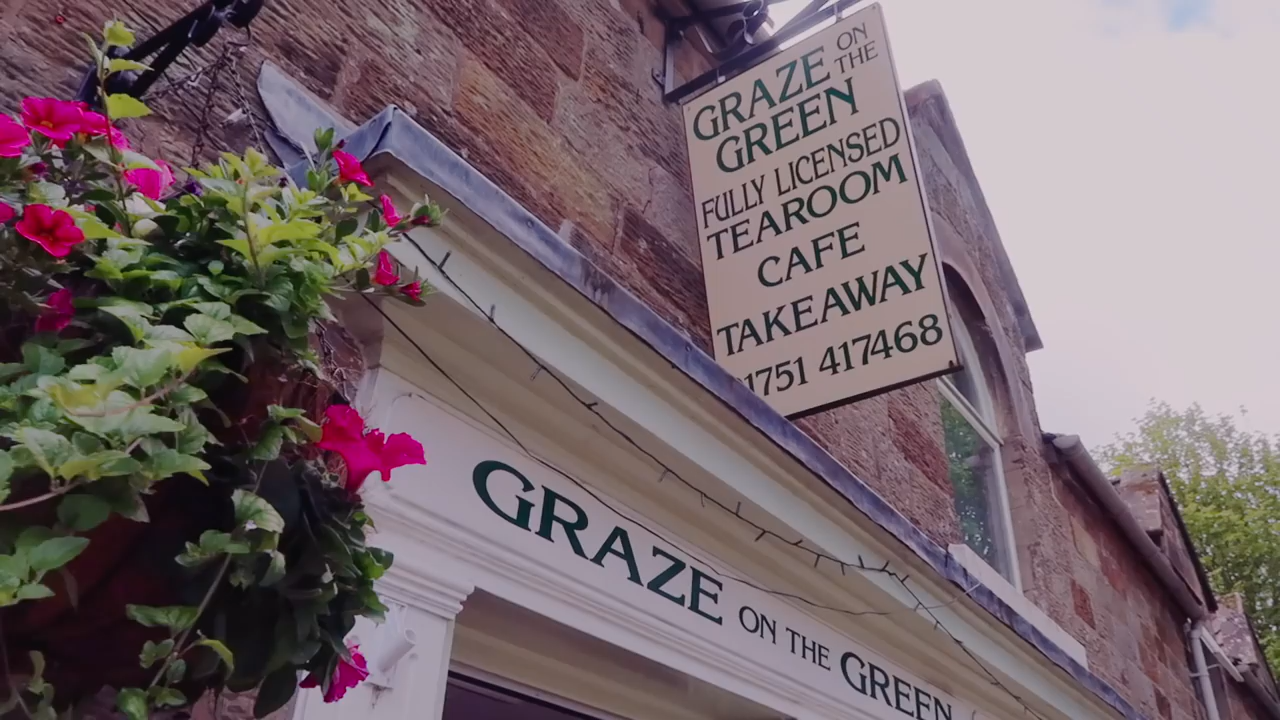 GRAZE ON THE
GREEN
FULLY LICENSED
TEAROOM
CAFE
TAKEAWAY
1751 417468
GRAZE ON THE GREEN